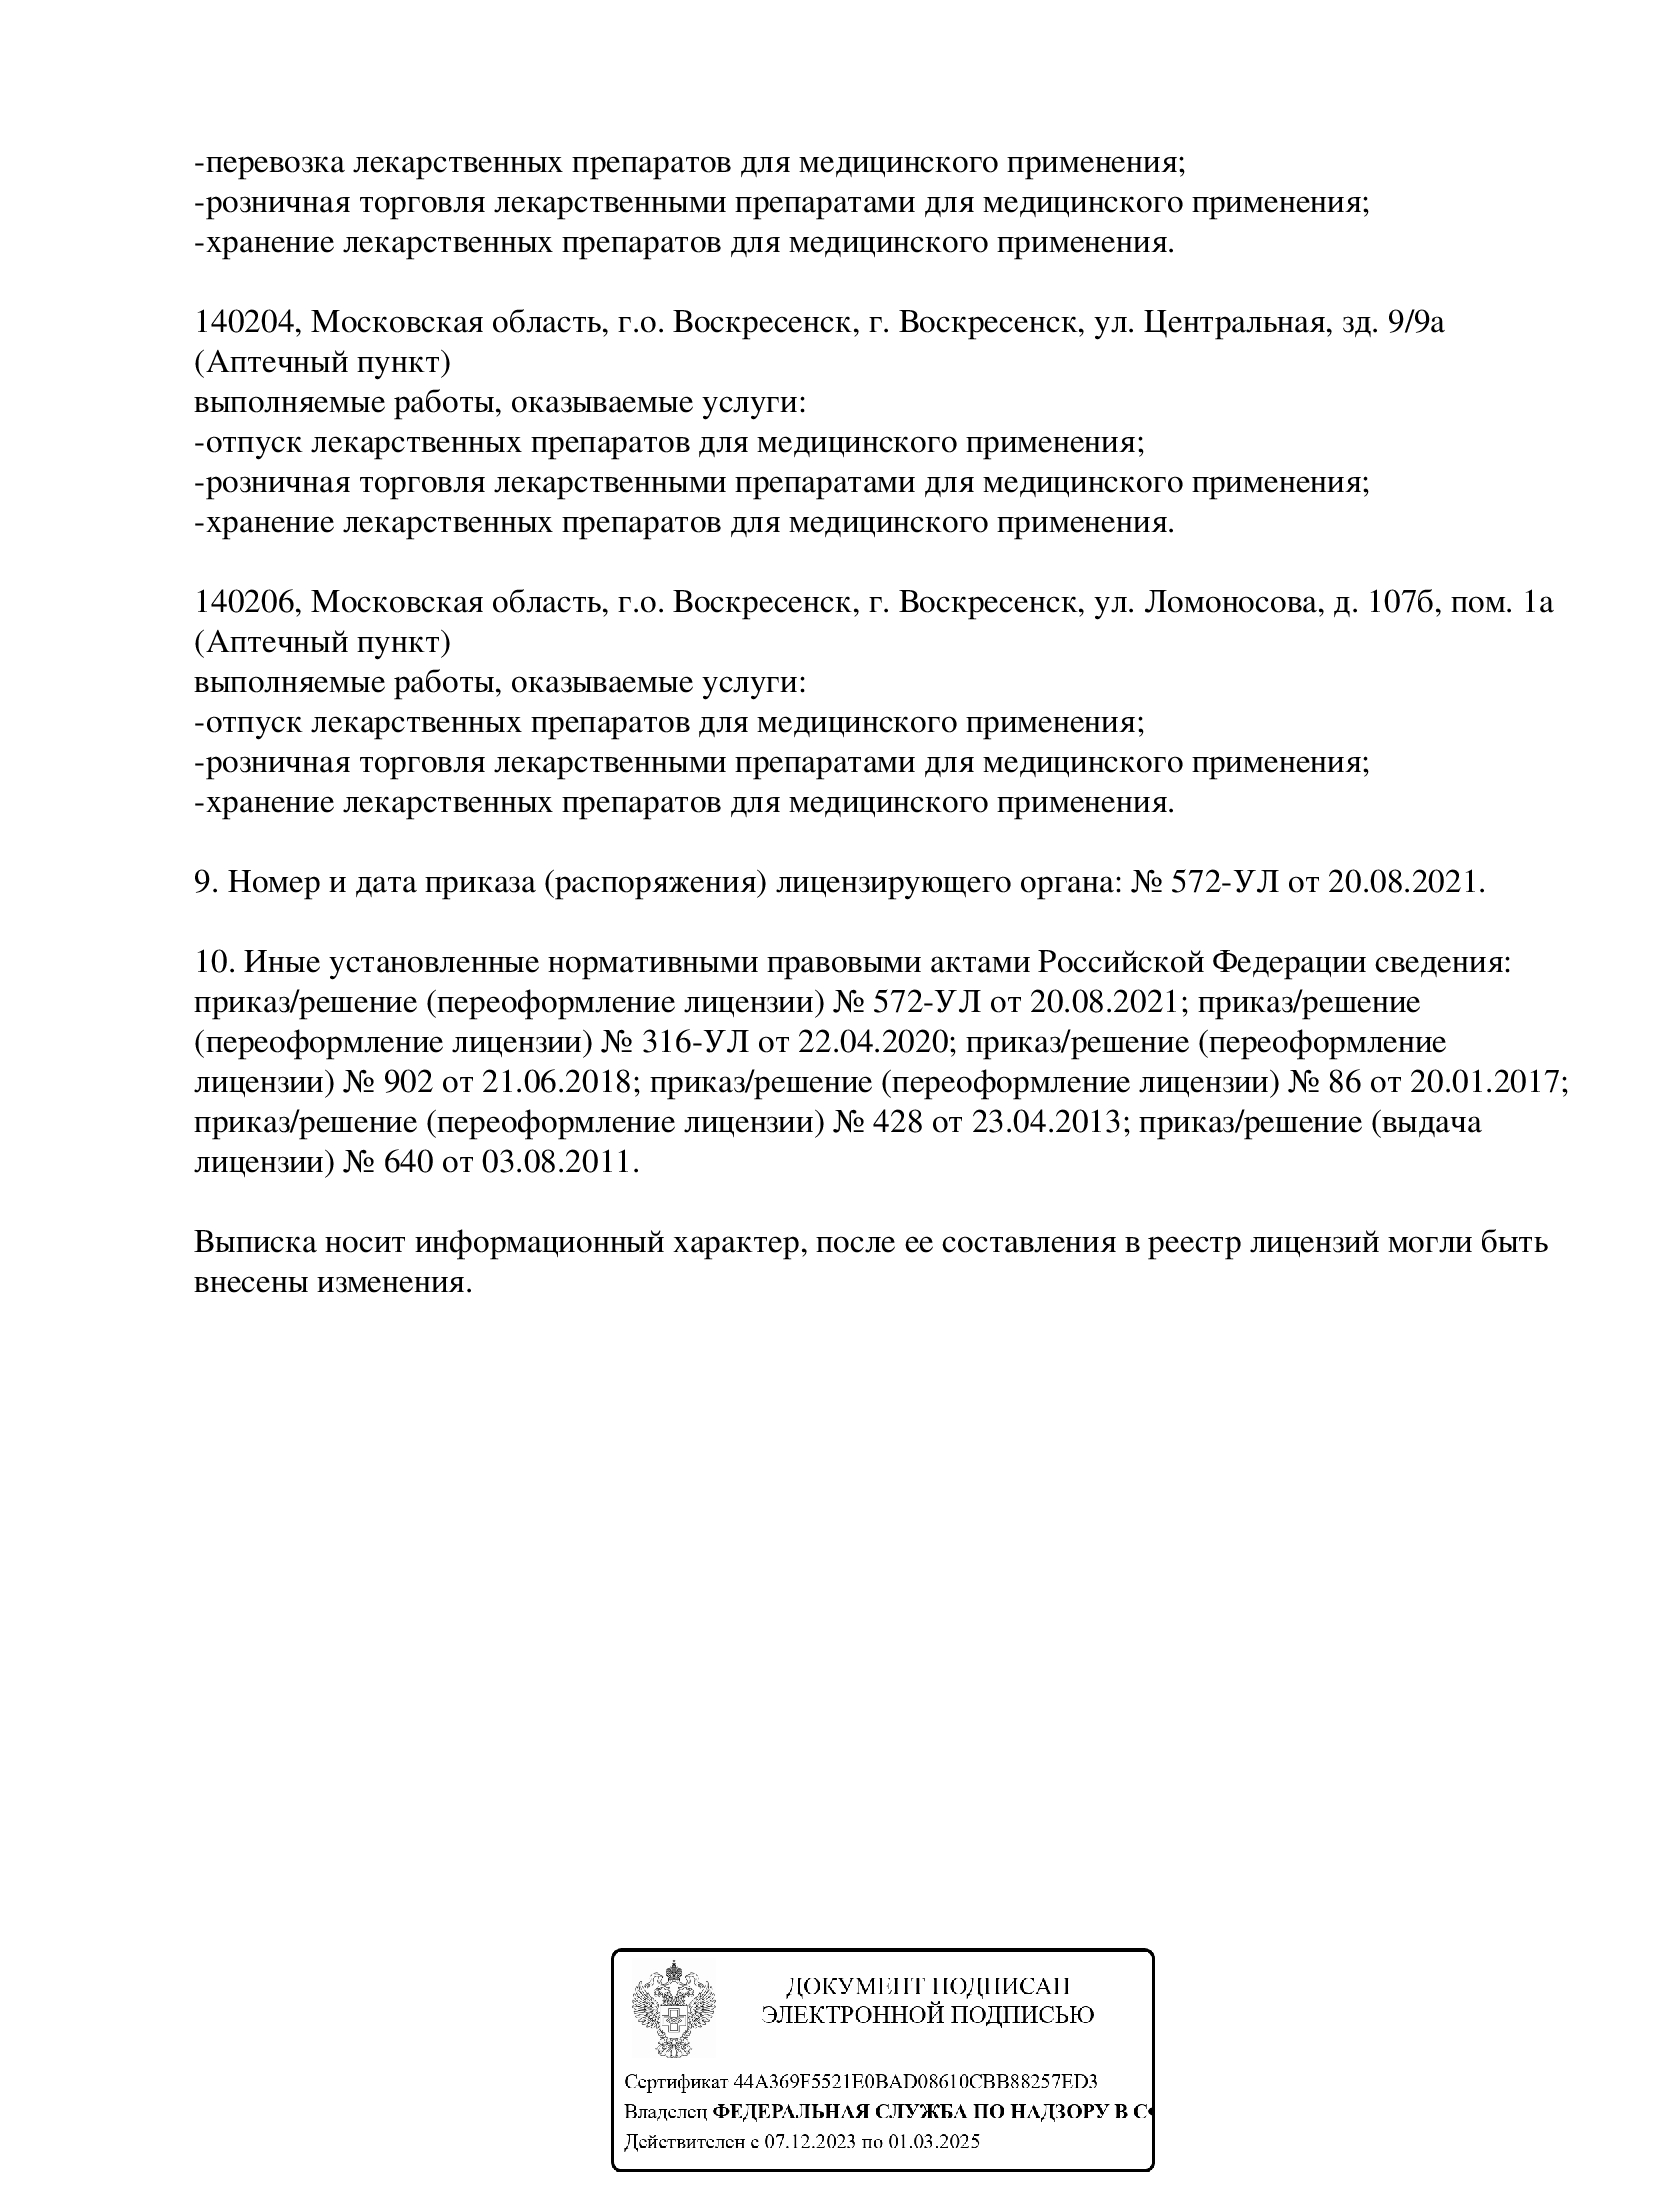 -перевозка лекарственных препаратов для медицинского применения;
-розничная торговля лекарственными препаратами для медицинского применения;
-хранение лекарственных препаратов для медицинского применения.
140204, Московская область, г.о. Воскресенск, г. Воскресенск, ул. Центральная, зд. 9/9а
(Аптечный пункт)
выполняемые работы, оказываемые услуги:
-отпуск лекарственных препаратов для медицинского применения;
-розничная торговля лекарственными препаратами для медицинского применения;
-хранение лекарственных препаратов для медицинского применения.
140206, Московская область, г.о. Воскресенск, г. Воскресенск, ул. Ломоносова, д. 107б, пом. 1а
(Аптечный пункт)
выполняемые работы, оказываемые услуги:
-отпуск лекарственных препаратов для медицинского применения;
-розничная торговля лекарственными препаратами для медицинского применения;
-хранение лекарственных препаратов для медицинского применения.
9. Номер и дата приказа (распоряжения) лицензирующего органа: № 572-УЛ от 20.08.2021.
10. Иные установленные нормативными правовыми актами Российской Федерации сведения:
приказ/решение (переоформление лицензии) № 572-УЛ от 20.08.2021; приказ/решение
(переоформление лицензии) № 316-УЛ от 22.04.2020; приказ/решение (переоформление
лицензии) № 902 от 21.06.2018; приказ/решение (переоформление лицензии) № 86 от 20.01.2017;
приказ/решение (переоформление лицензии) № 428 от 23.04.2013; приказ/решение (выдача
лицензии) № 640 от 03.08.2011.
Выписка носит информационный характер, после ее составления в реестр лицензий могли быть
внесены изменения.
ДОКУМЕНТ ПОДПИСАН
ЭЛЕКТРОННОЙ ПОДПИСЬЮ
Сертификат 44A369F5521E0BAD08610CBB88257ED3
Владелец ФЕДЕРАЛЬНАЯ СЛУЖБА ПО НАДЗОРУ В С
Действителен с 07.12.2023 по 01.03.2025